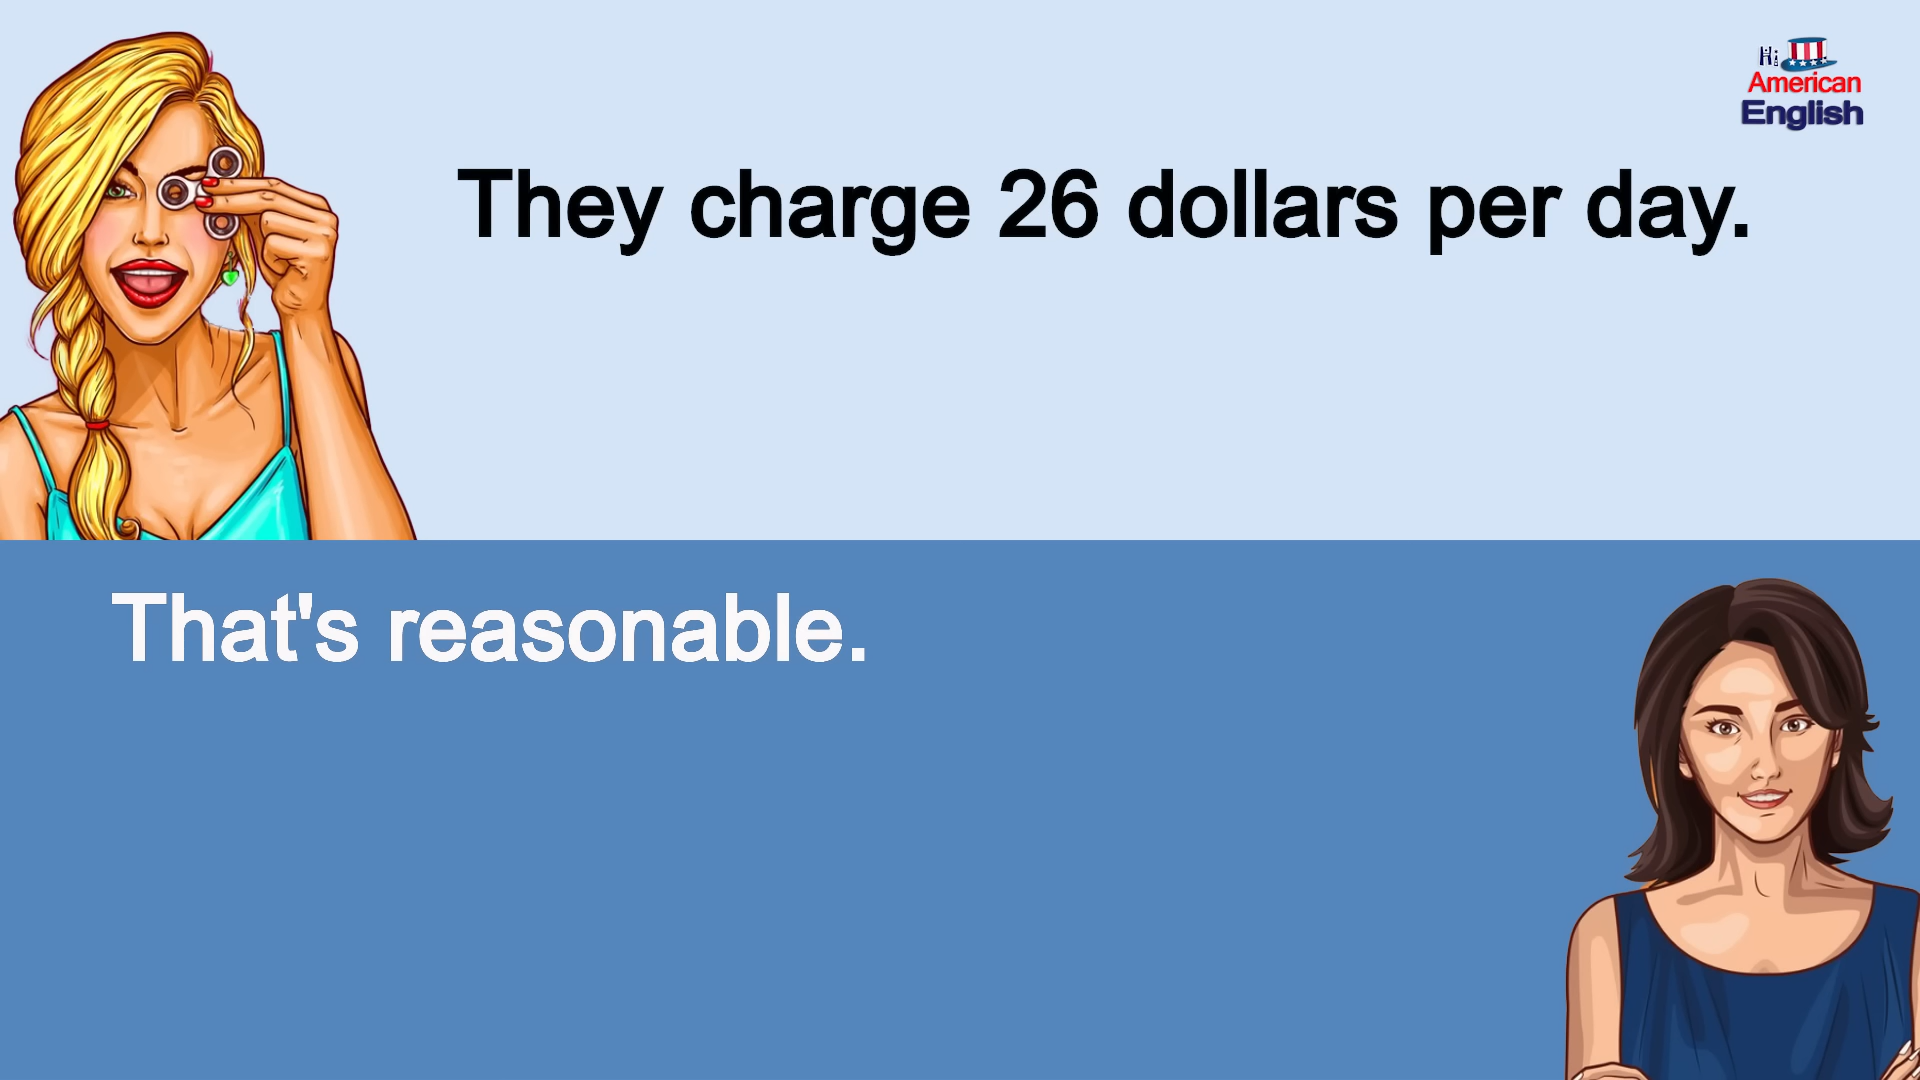 Hi
American
English
They charge 26 dollars per day.
That's reasonable.